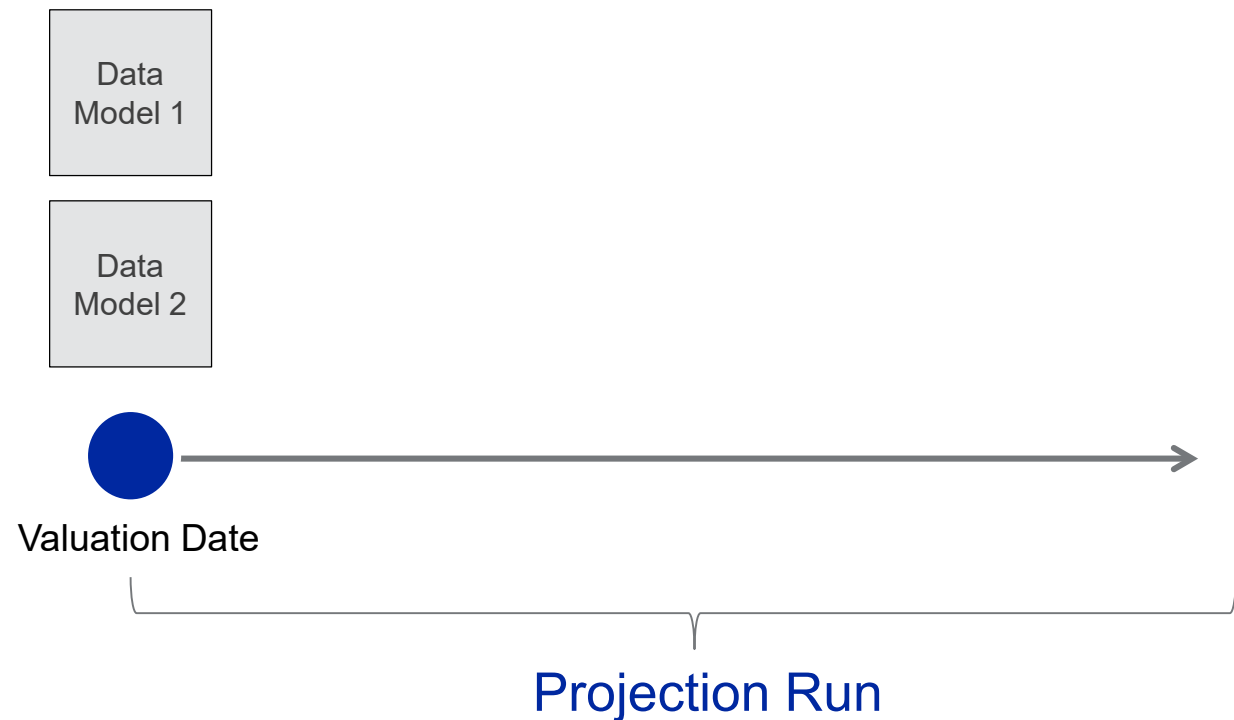 Data
Model 1
Data
Model 2
Valuation Date
Projection Run